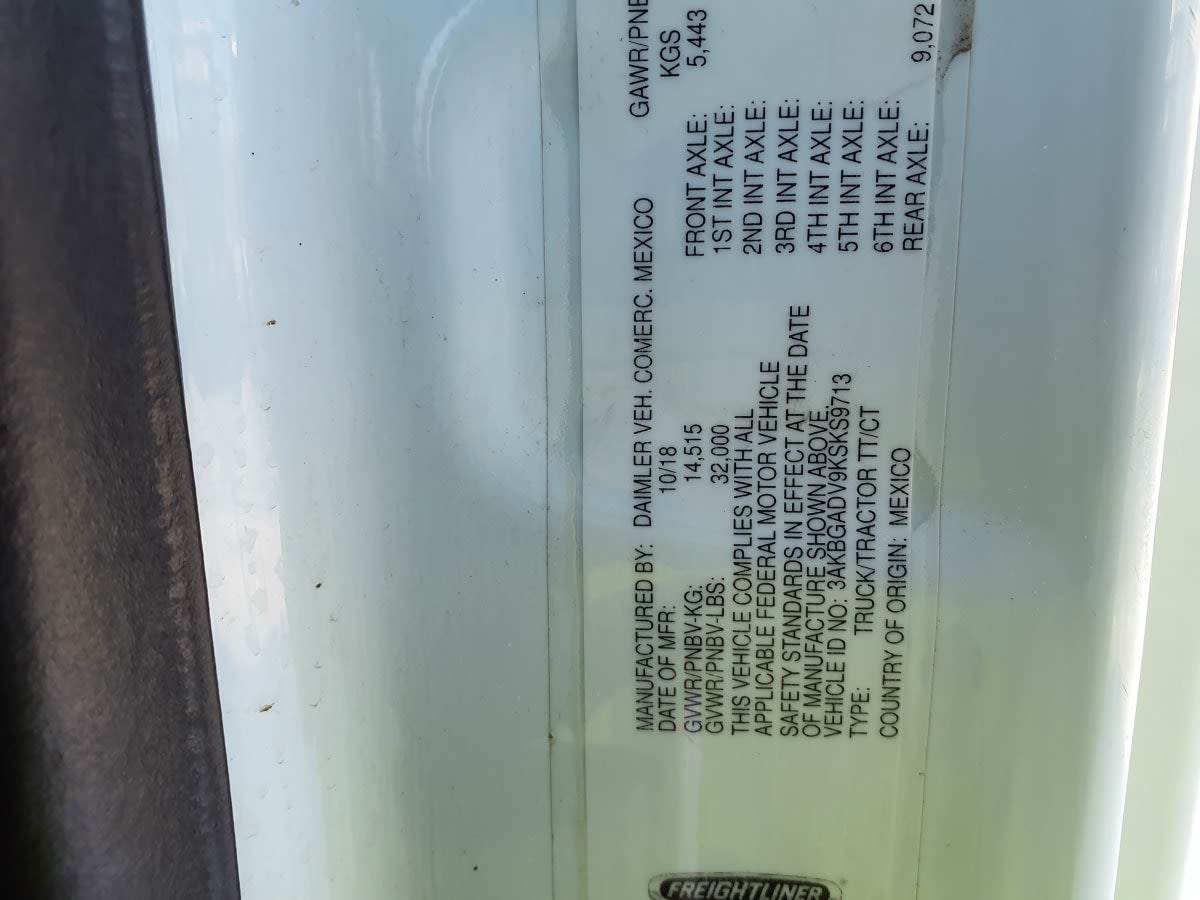 FREIGHTLINER
MANUFACTURED BY: DAIMLER VEH. COMERC. MEXICO
DATE OF MFR: 10/18
GVWR/PNBV-KG: 14,515
GVWR/PNBV-LBS: 32,000
THIS VEHICLE COMPLIES WITH ALL
APPLICABLE FEDERAL MOTOR VEHICLE
SAFETY STANDARDS IN EFFECT AT THE DATE
OF MANUFACTURE SHOWN ABOVE.
VEHICLE ID NO: 3AKBGADV9KSKS9713
TYPE: TRUCK/TRACTOR TT/CT
COUNTRY OF ORIGIN: MEXICO
GAWR/PNB
KGS
FRONT AXLE: 5,443
1ST INT AXLE:
2ND INT AXLE:
3RD INT AXLE:
4TH INT AXLE:
5TH INT AXLE:
6TH INT AXLE:
REAR AXLE: 9,072